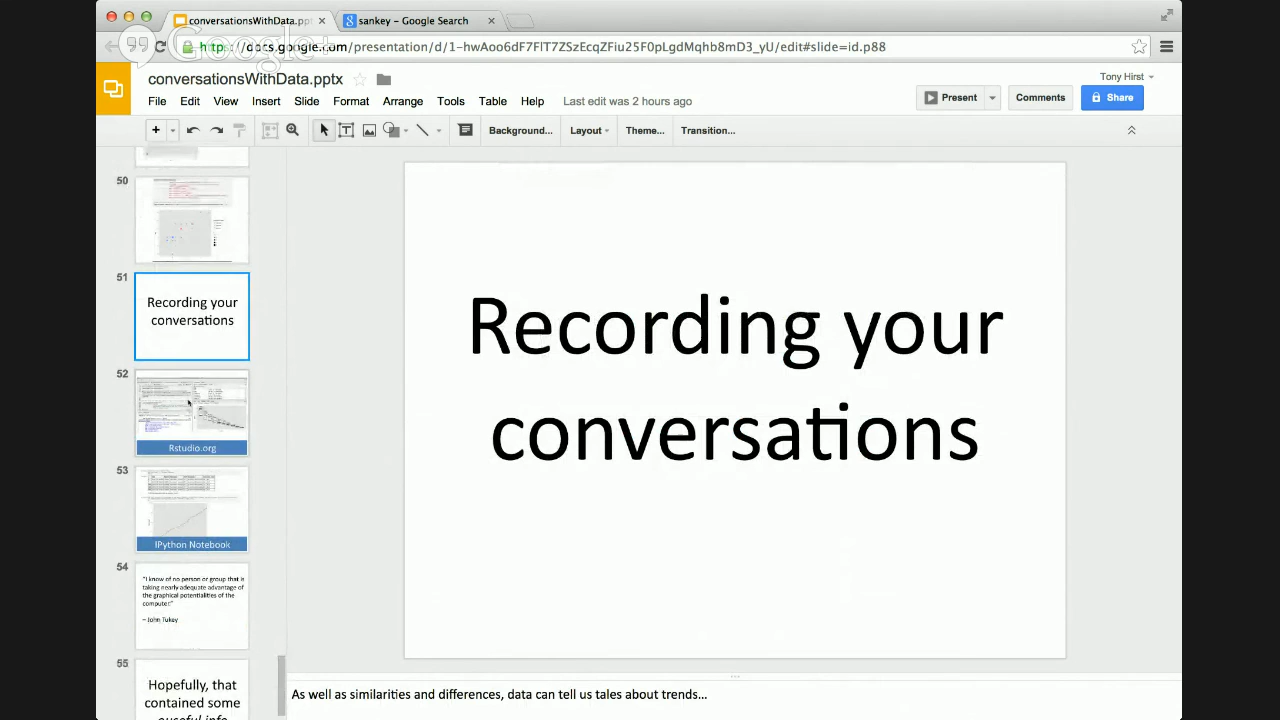 conversationsWithData.ppt
sankey - Google Search
Google+
https://docs.google.com/presentation/d/1-hwAoo6dF7FlT7ZSzEcqZFiu25F0pLgdMqhb8mD3_yU/edit#slide=id.p88
conversationsWithData.pptx
Tony Hirst
File Edit View Insert Slide Format Arrange Tools Table Help Last edit was 2 hours ago
Present Comments Share
Background... Layout Theme... Transition...
50
51
Recording your
conversations
52
Rstudio.org
53
IPython Notebook
54
"I know of no person or group that is
taking nearly adequate advantage of
the graphical potentialities of the
computer."
– John Tukey
55
Hopefully, that
contained some
ouseful info
Recording your
conversations
As well as similarities and differences, data can tell us tales about trends...